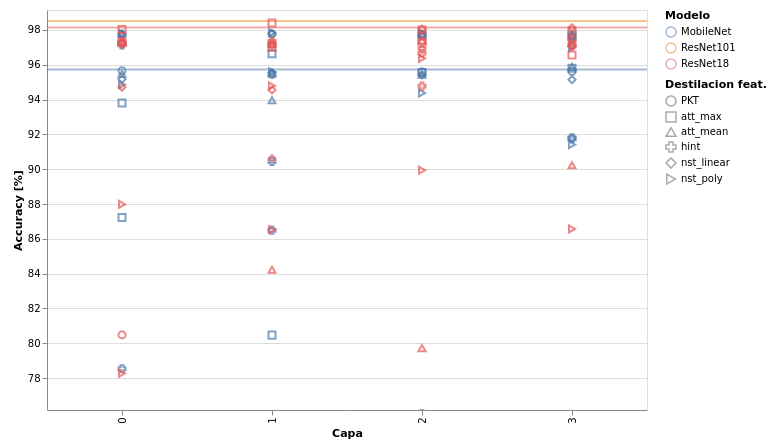 Accuracy [%]
98
96
94
92
90
88
86
84
82
80
78
0
1
2
3
Capa
Modelo
MobileNet
ResNet101
ResNet18
Destilacion feat.
PKT
att_max
att_mean
hint
nst_linear
nst_poly